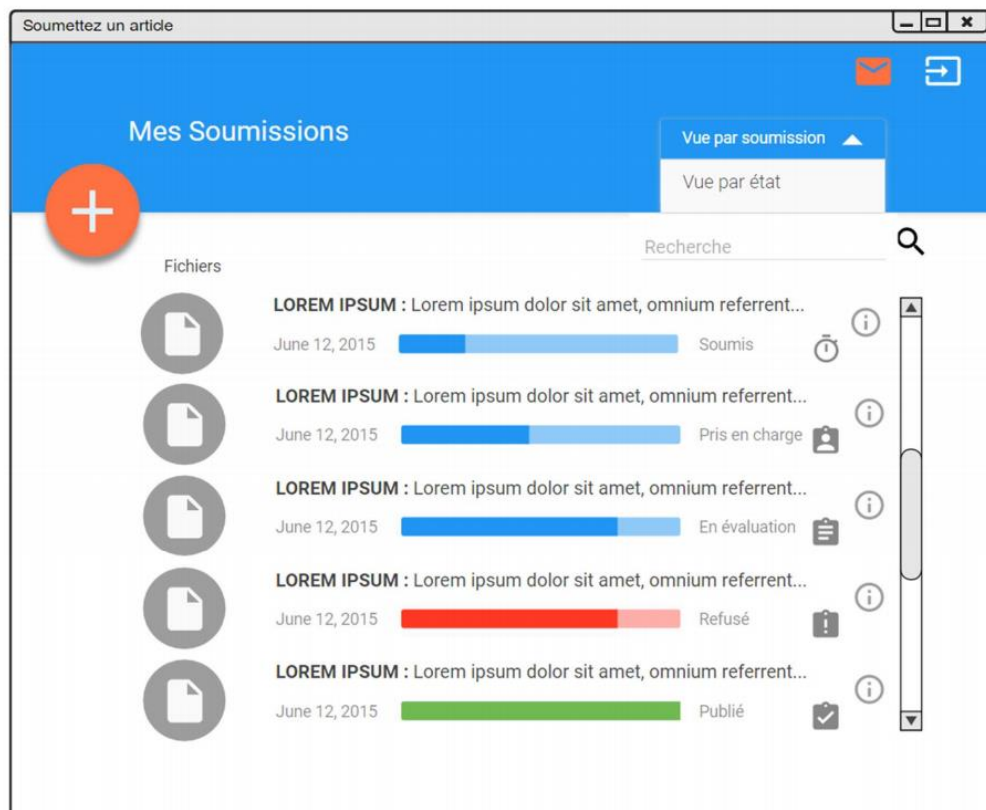 Soumettez un article
Mes Soumissions
Vue par soumission
Vue par état
Recherche
Fichiers
LOREM IPSUM : Lorem ipsum dolor sit amet, omnium referrent...
June 12, 2015 Soumis
LOREM IPSUM : Lorem ipsum dolor sit amet, omnium referrent...
June 12, 2015 Pris en charge
LOREM IPSUM : Lorem ipsum dolor sit amet, omnium referrent...
June 12, 2015 En évaluation
LOREM IPSUM : Lorem ipsum dolor sit amet, omnium referrent...
June 12, 2015 Refusé
LOREM IPSUM : Lorem ipsum dolor sit amet, omnium referrent...
June 12, 2015 Publié